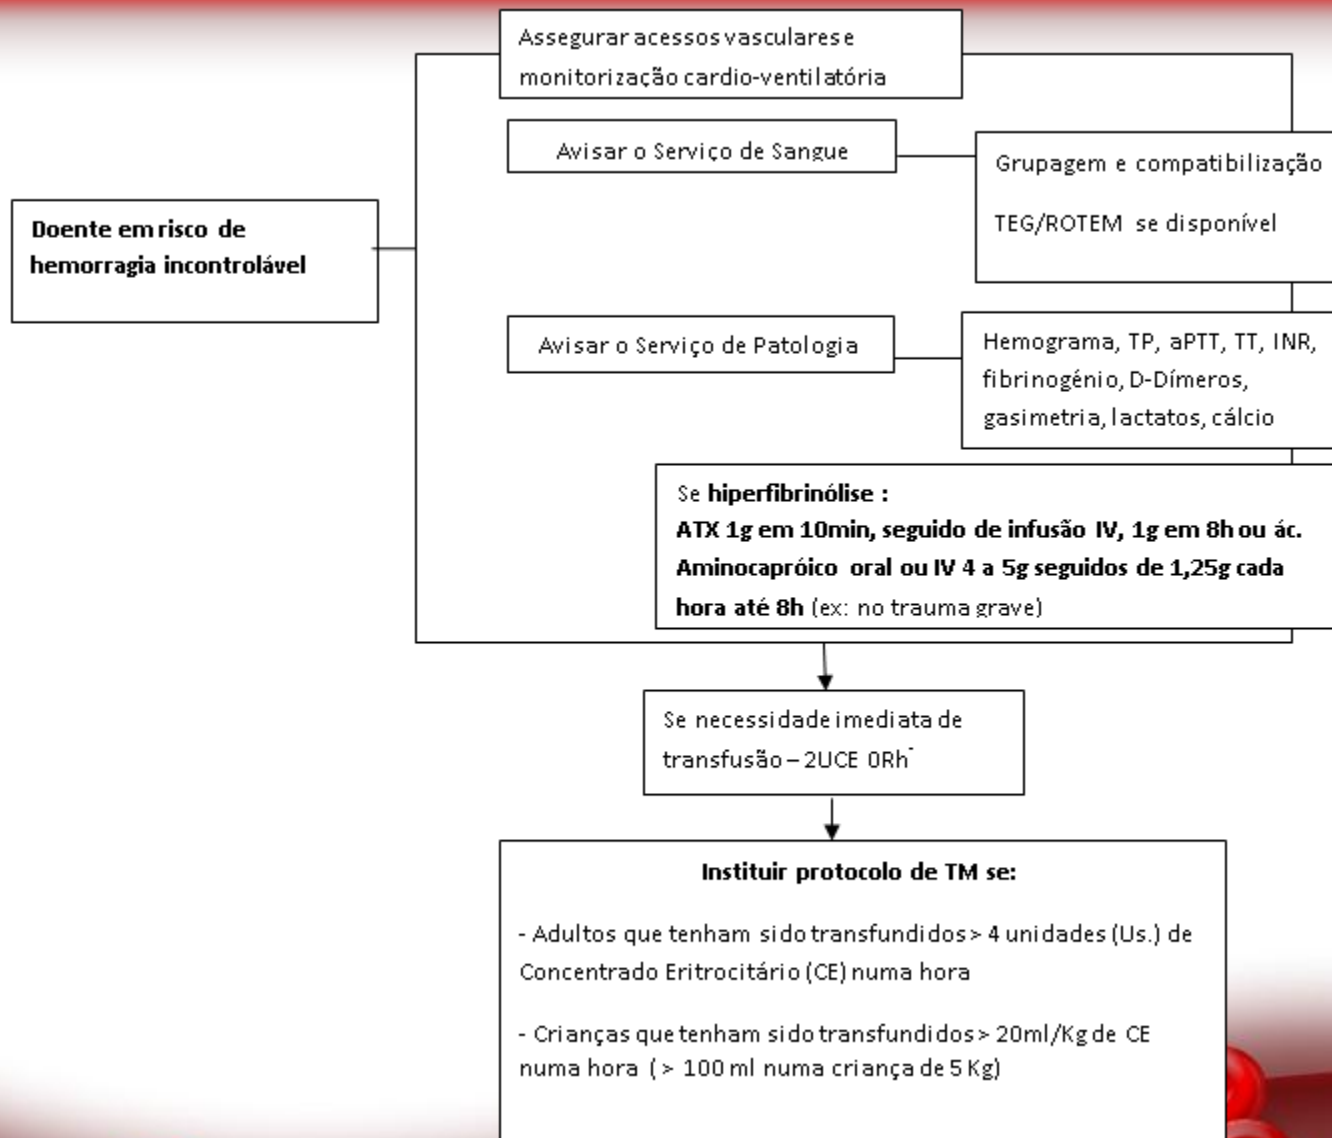 Assegurar acessos vasculares e
monitorização cardio-ventilatória
Avisar o Serviço de Sangue
Grupagem e compatibilização
TEG/ROTEM se disponível
Doente em risco de
hemorragia incontrolável
Avisar o Serviço de Patologia
Hemograma, TP, aPTT, TT, INR,
fibrinogénio, D-Dímeros,
gasimetria, lactatos, cálcio
Se hiperfibrinólise :
ATX 1g em 10min, seguido de infusão IV, 1g em 8h ou ác.
Aminocapróico oral ou IV 4 a 5g seguidos de 1,25g cada
hora até 8h (ex: no trauma grave)
Se necessidade imediata de
transfusão – 2UCE 0Rh⁻
Instituir protocolo de TM se:
- Adultos que tenham sido transfundidos > 4 unidades (Us.) de
Concentrado Eritrocitário (CE) numa hora
- Crianças que tenham sido transfundidos > 20ml/Kg de CE
numa hora ( > 100 ml numa criança de 5 Kg)